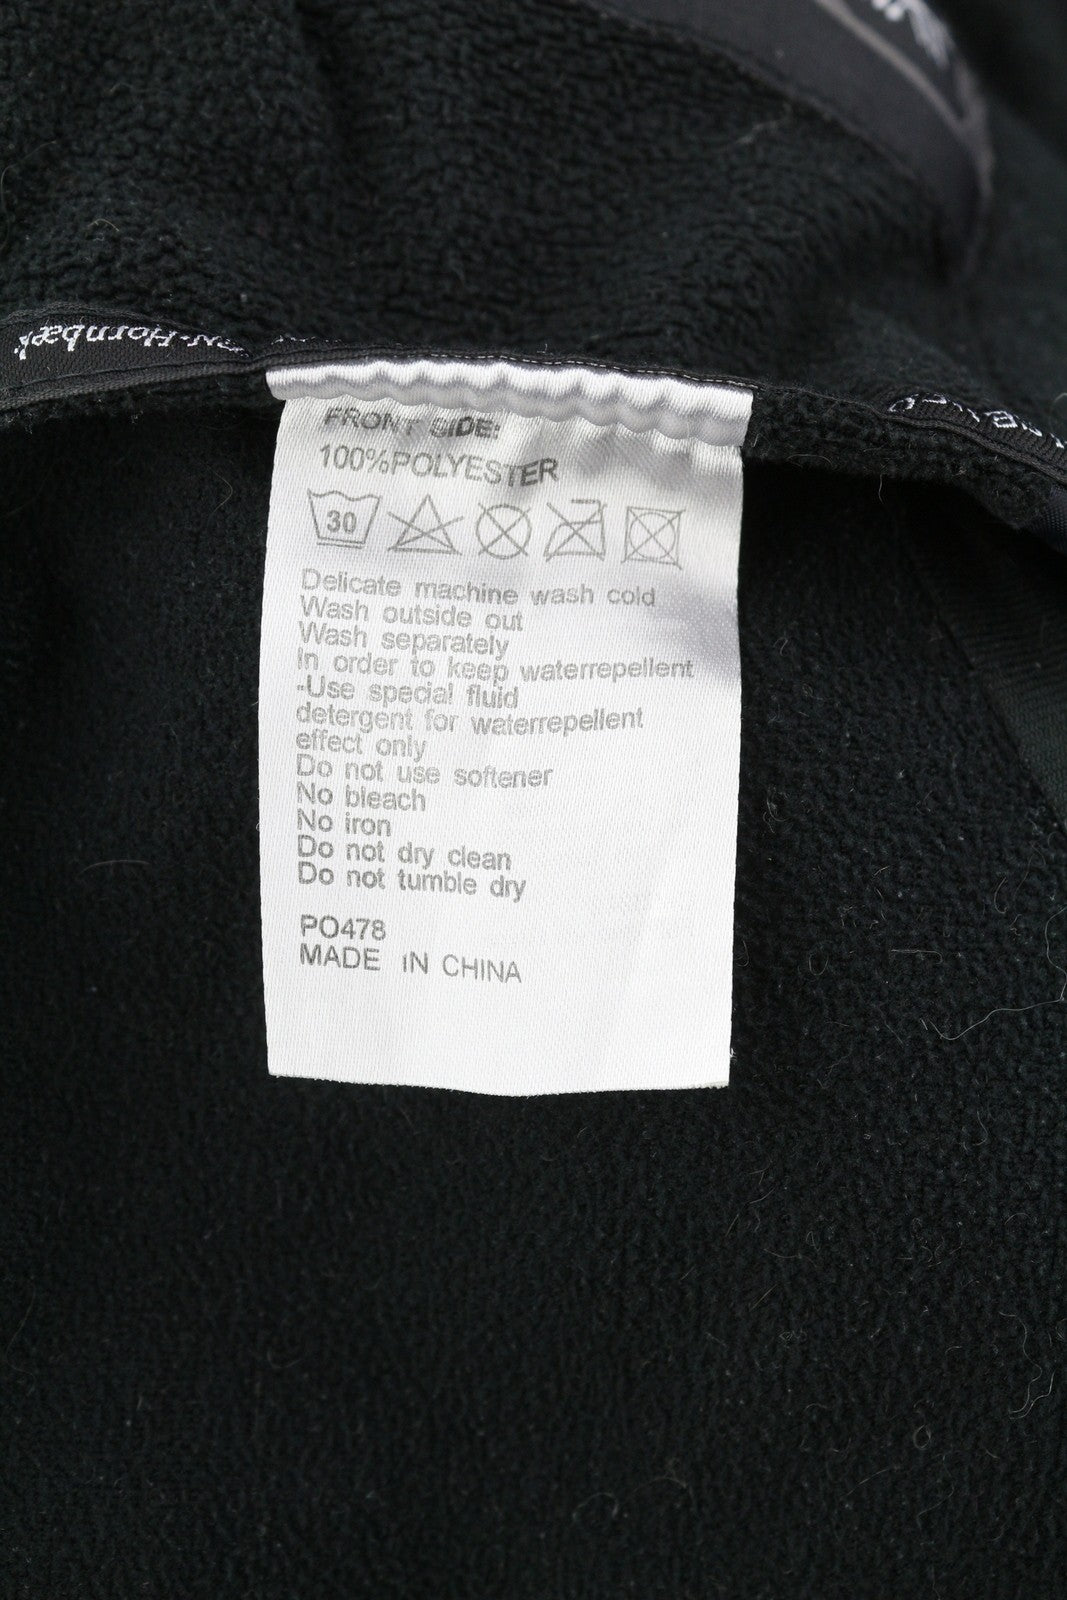 Hornbæk
FRONT SIDE:
100%POLYESTER
30
Delicate machine wash cold
Wash outside out
Wash separately
In order to keep waterrepellent
-Use special fluid
detergent for waterrepellent
effect only
Do not use softener
No bleach
No iron
Do not dry clean
Do not tumble dry
PO478
MADE IN CHINA